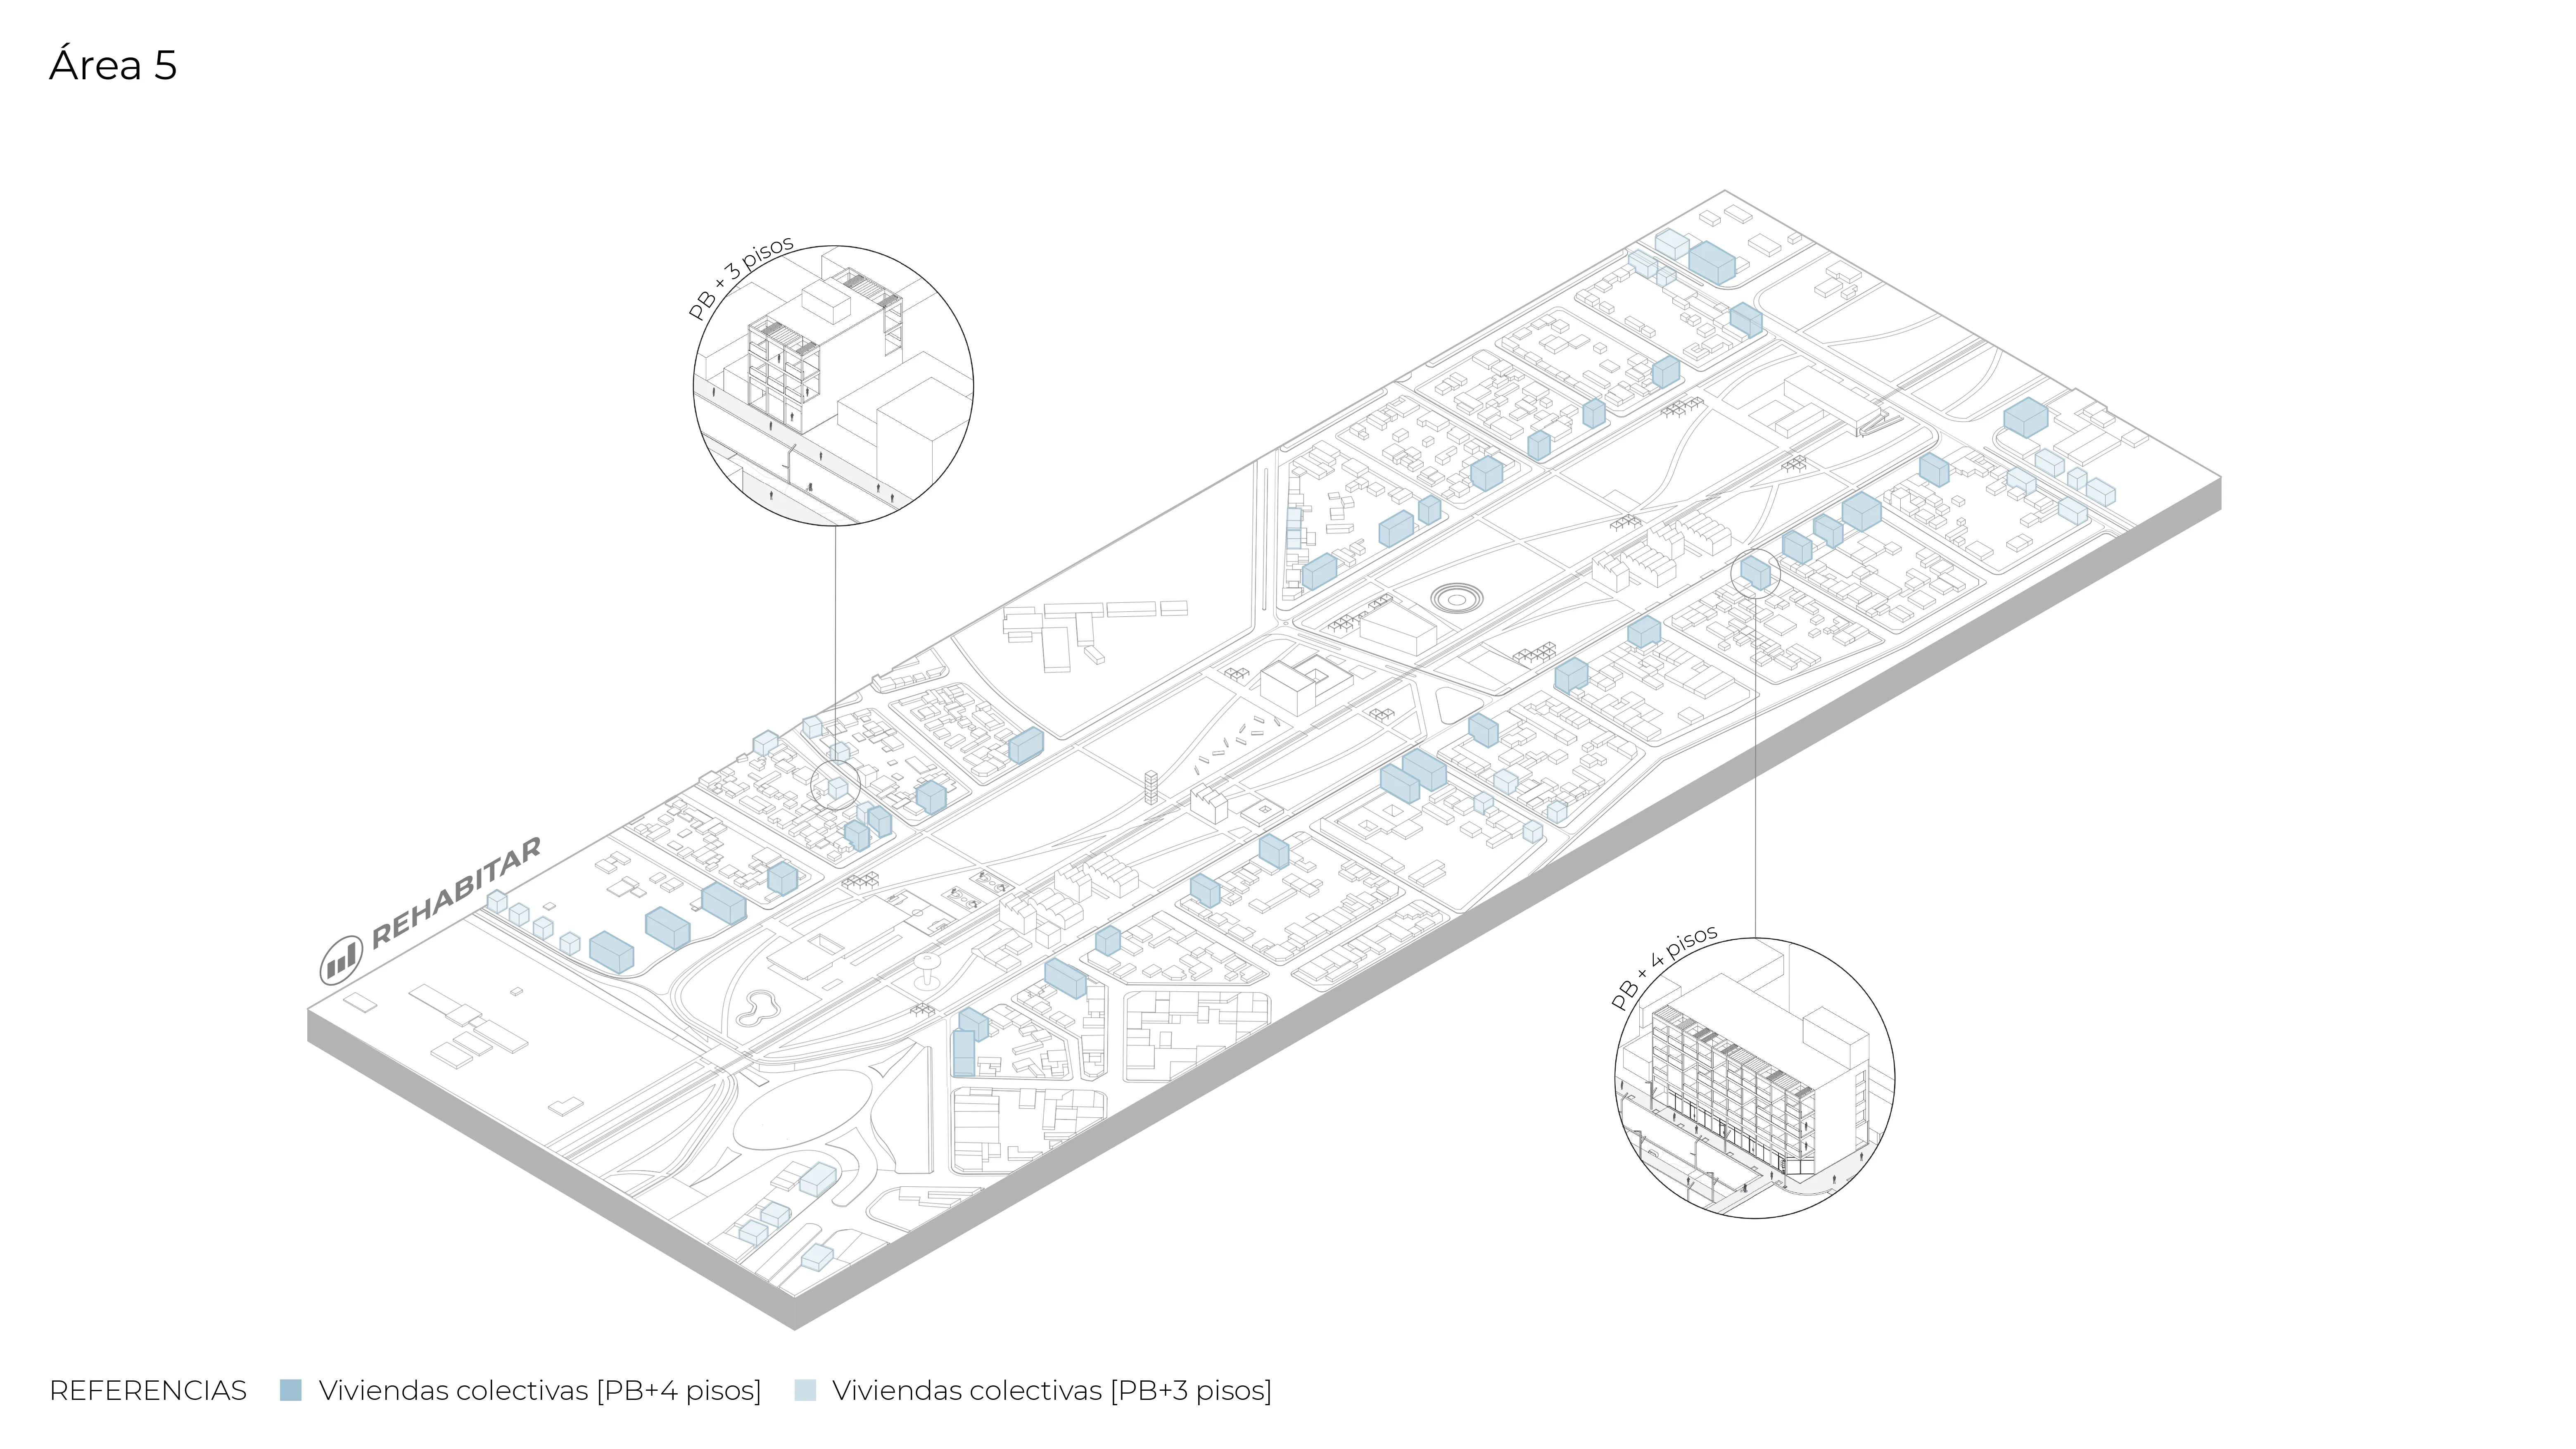 Área 5
PB + 3 pisos
REHABITAR
PB + 4 pisos
REFERENCIAS
Viviendas colectivas [PB+4 pisos]
Viviendas colectivas [PB+3 pisos]